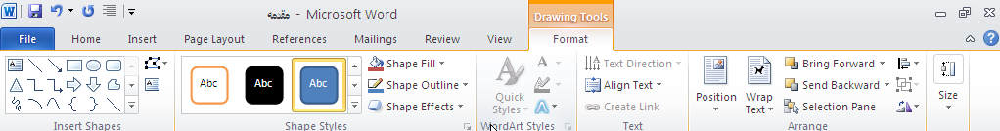 مقدمه - Microsoft Word
Drawing Tools
File Home Insert Page Layout References Mailings Review View Format
Abc Abc Abc
Shape Fill
Shape Outline
Shape Effects
Quick Styles
Text Direction
Align Text
Create Link
Position
Wrap Text
Bring Forward
Send Backward
Selection Pane
Size
Insert Shapes Shape Styles WordArt Styles Text Arrange